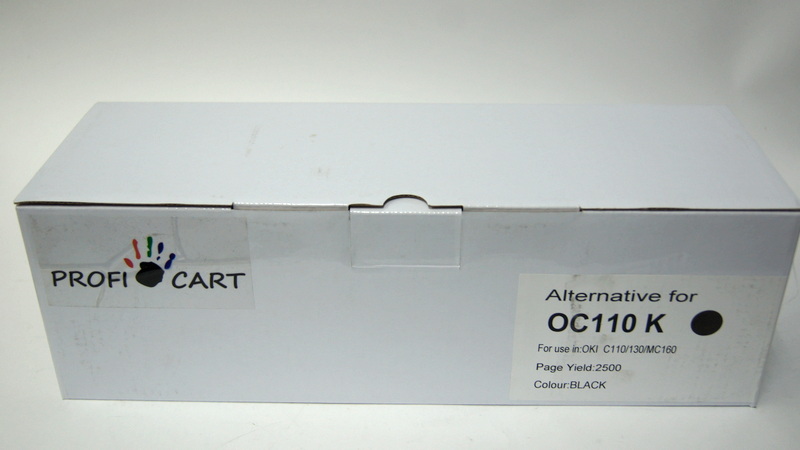 PROFI CART
Alternative for
OC110 K
For use in:OKI C110/130/MC160
Page Yield:2500
Colour:BLACK